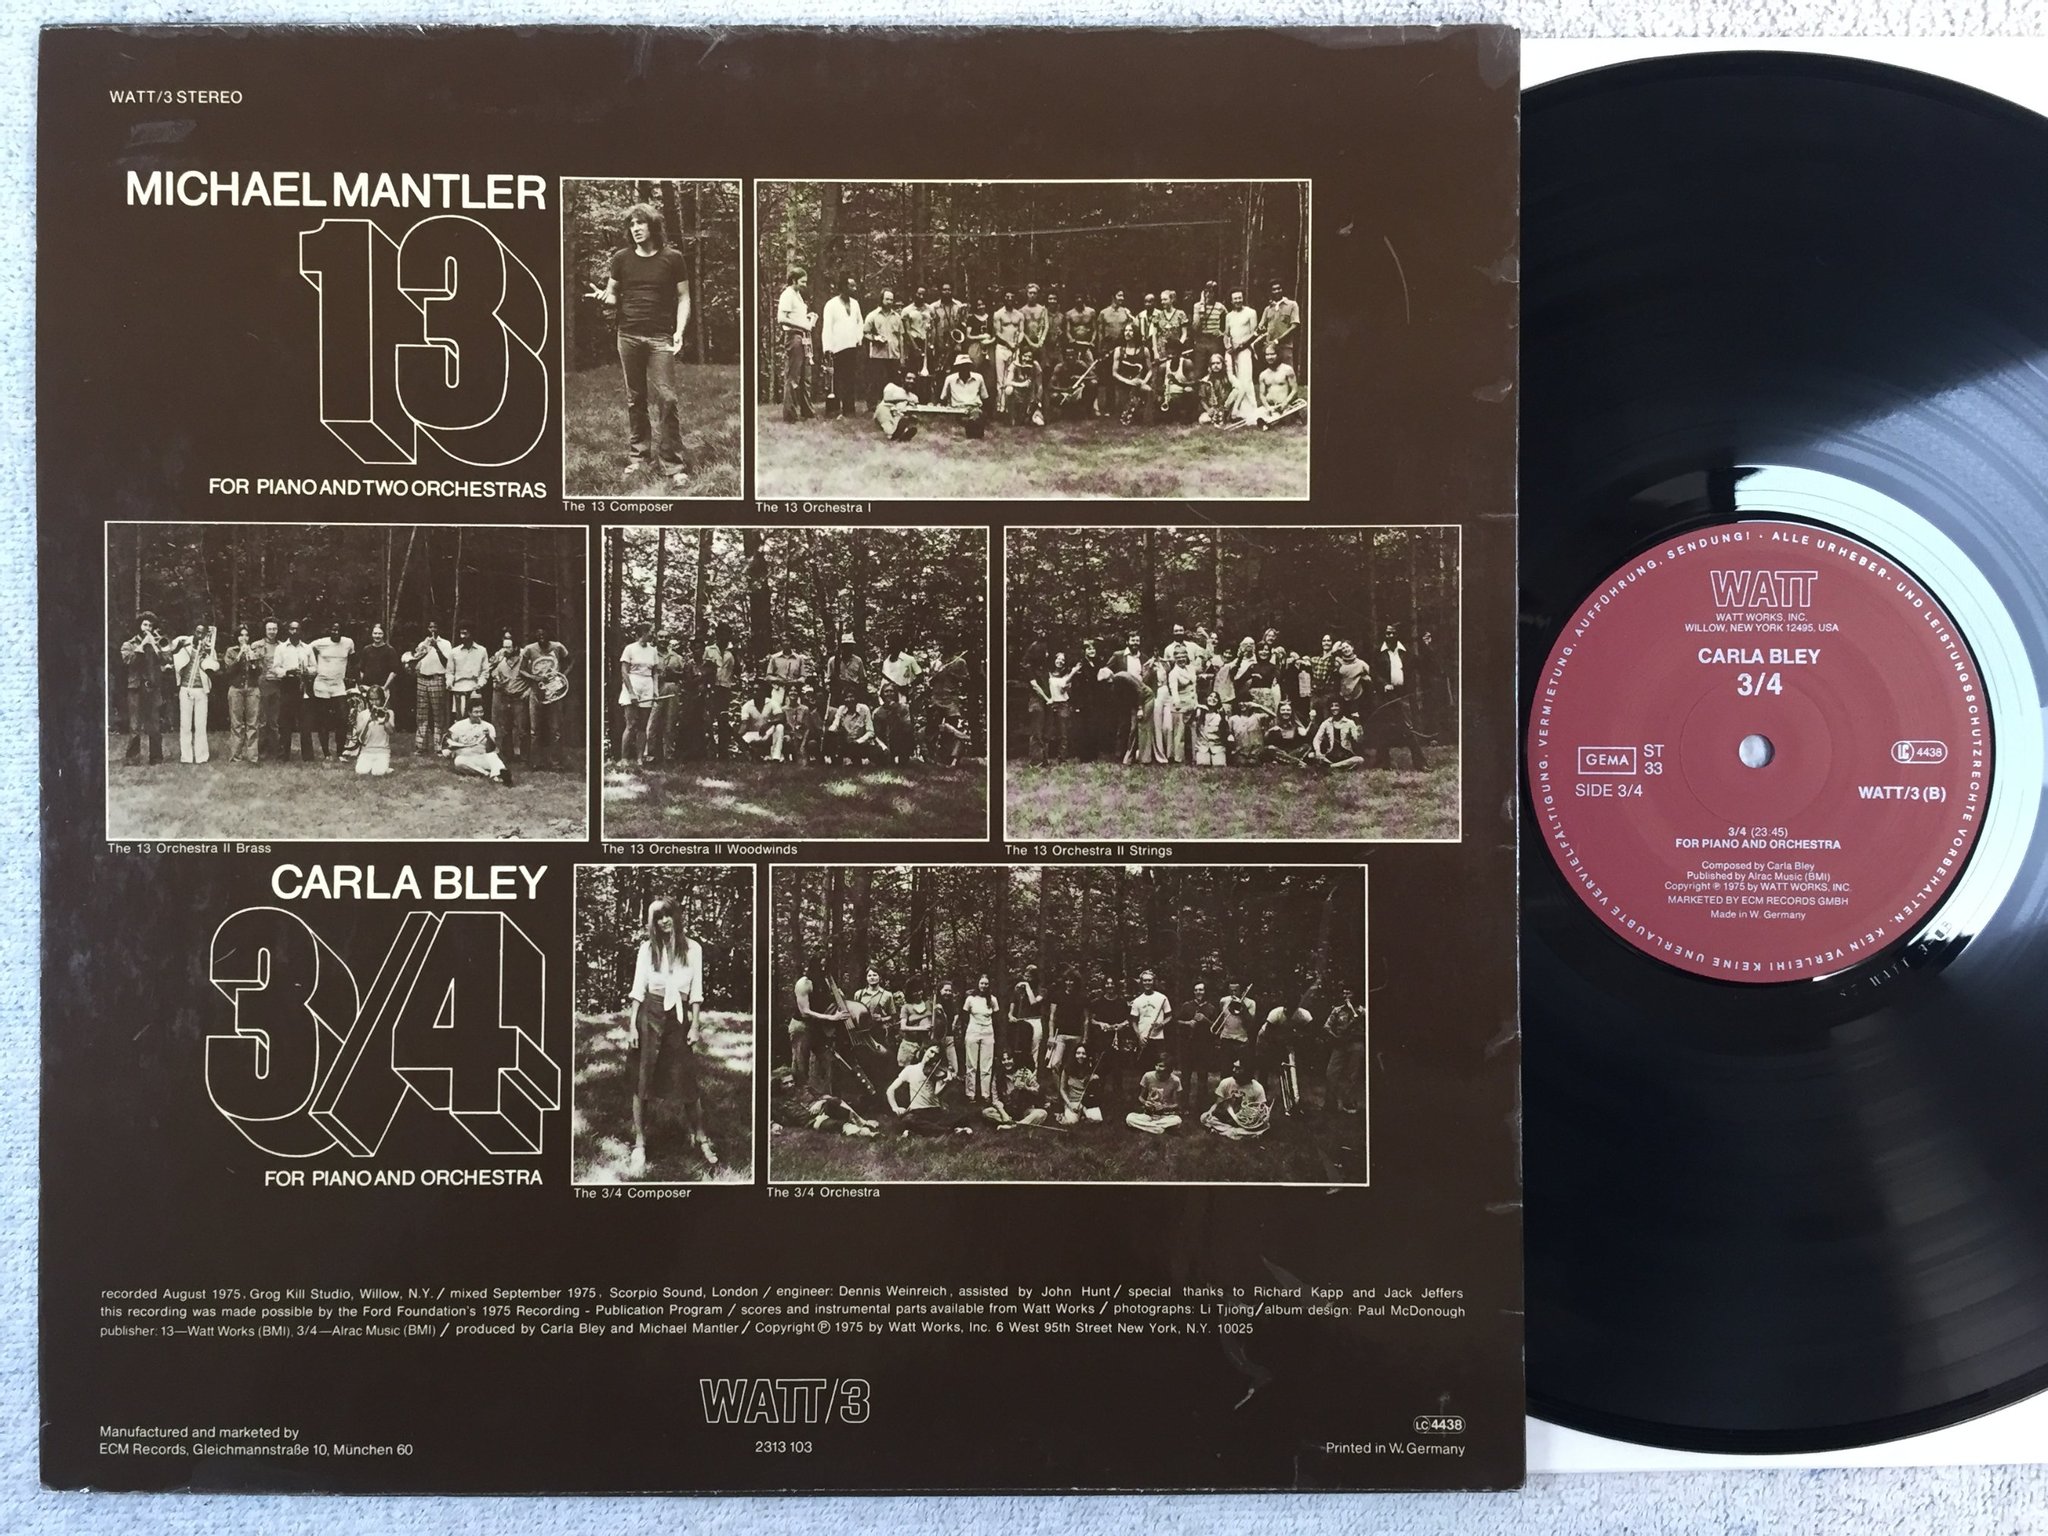 WATT/3 STEREO
MICHAEL MANTLER
13
FOR PIANO AND TWO ORCHESTRAS
The 13 Composer
The 13 Orchestra I
The 13 Orchestra II Brass
The 13 Orchestra II Woodwinds
The 13 Orchestra II Strings
CARLA BLEY
3/4
FOR PIANO AND ORCHESTRA
The 3/4 Composer
The 3/4 Orchestra
recorded August 1975, Grog Kill Studio, Willow, N.Y. / mixed September 1975, Scorpio Sound, London / engineer: Dennis Weinreich, assisted by John Hunt / special thanks to Richard Kapp and Jack Jeffers
this recording was made possible by the Ford Foundation's 1975 Recording - Publication Program / scores and instrumental parts available from Watt Works / photographs: Li Tjiong / album design: Paul McDonough
publisher: 13—Watt Works (BMI), 3/4—Alrac Music (BMI) / produced by Carla Bley and Michael Mantler / Copyright ℗ 1975 by Watt Works, Inc. 6 West 95th Street New York, N.Y. 10025
WATT/3
2313 103
Manufactured and marketed by
ECM Records, Gleichmannstraße 10, München 60
LC 4438
Printed in W. Germany
ALLE URHEBER- UND LEISTUNGSSCHUTZRECHTE VORBEHALTEN. KEIN VERLEIH! KEINE UNERLAUBTE VERVIELFÄLTIGUNG, VERMIETUNG, AUFFÜHRUNG, SENDUNG! ·
WATT
WATT WORKS, INC.
WILLOW, NEW YORK 12495, USA
CARLA BLEY
3/4
GEMA
ST
33
LC 4438
SIDE 3/4
WATT/3 (B)
3/4 (23:45)
FOR PIANO AND ORCHESTRA
Composed by Carla Bley
Published by Alrac Music (BMI)
Copyright ℗ 1975 by WATT WORKS, INC.
MARKETED BY ECM RECORDS GMBH
Made in W. Germany